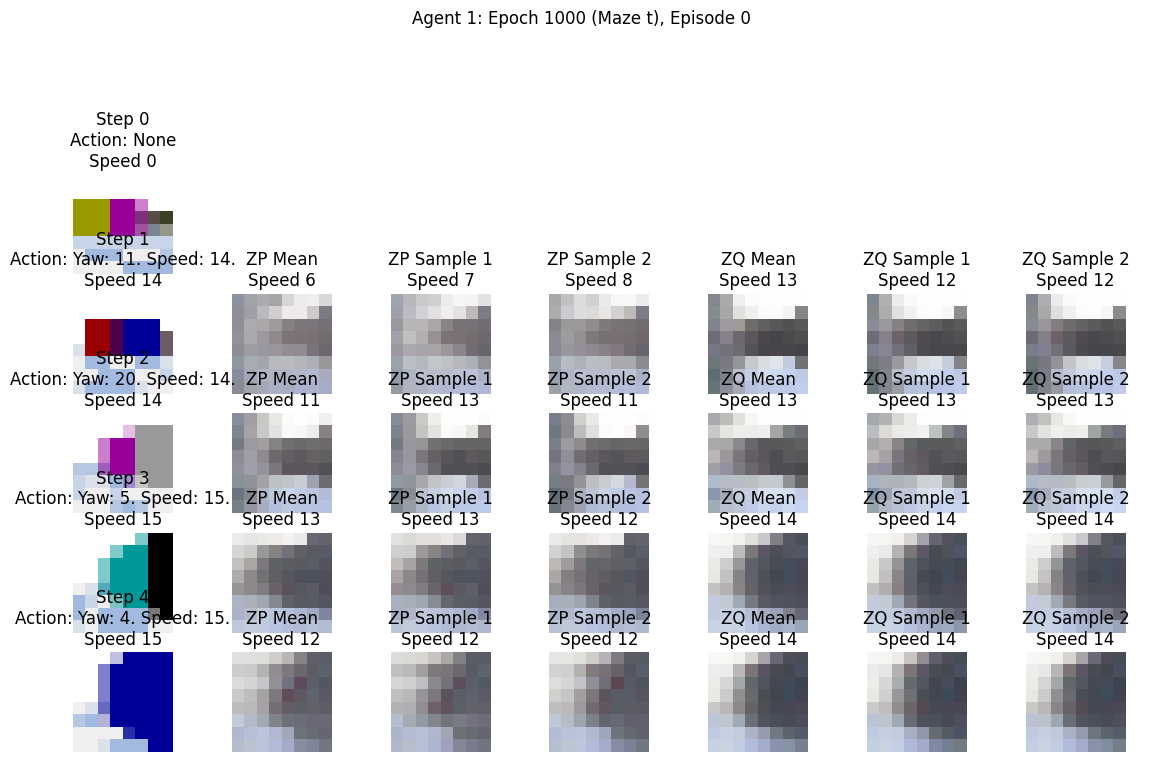 Agent 1: Epoch 1000 (Maze t), Episode 0
Step 0
Action: None
Speed 0
Step 1
Action: Yaw: 11. Speed: 14.
Speed 14
ZP Mean
Speed 6
ZP Sample 1
Speed 7
ZP Sample 2
Speed 8
ZQ Mean
Speed 13
ZQ Sample 1
Speed 12
ZQ Sample 2
Speed 12
Step 2
Action: Yaw: 20. Speed: 14.
Speed 14
ZP Mean
Speed 11
ZP Sample 1
Speed 13
ZP Sample 2
Speed 11
ZQ Mean
Speed 13
ZQ Sample 1
Speed 13
ZQ Sample 2
Speed 13
Step 3
Action: Yaw: 5. Speed: 15.
Speed 15
ZP Mean
Speed 13
ZP Sample 1
Speed 13
ZP Sample 2
Speed 12
ZQ Mean
Speed 14
ZQ Sample 1
Speed 14
ZQ Sample 2
Speed 14
Step 4
Action: Yaw: 4. Speed: 15.
Speed 15
ZP Mean
Speed 12
ZP Sample 1
Speed 12
ZP Sample 2
Speed 12
ZQ Mean
Speed 14
ZQ Sample 1
Speed 14
ZQ Sample 2
Speed 14